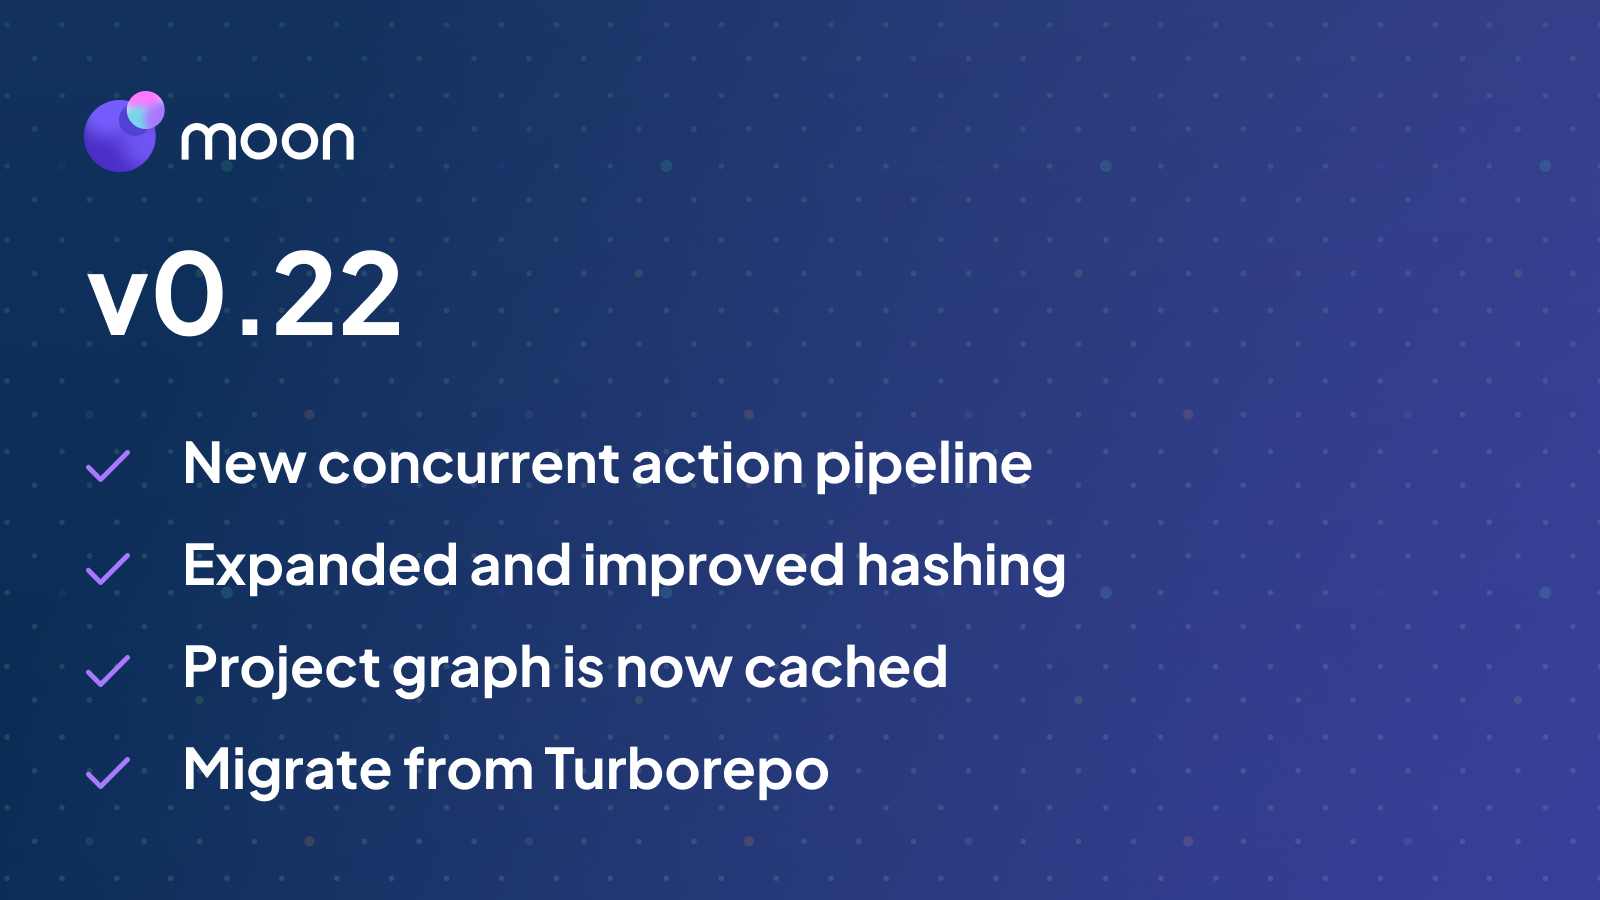 moon
v0.22
New concurrent action pipeline
Expanded and improved hashing
Project graph is now cached
Migrate from Turborepo